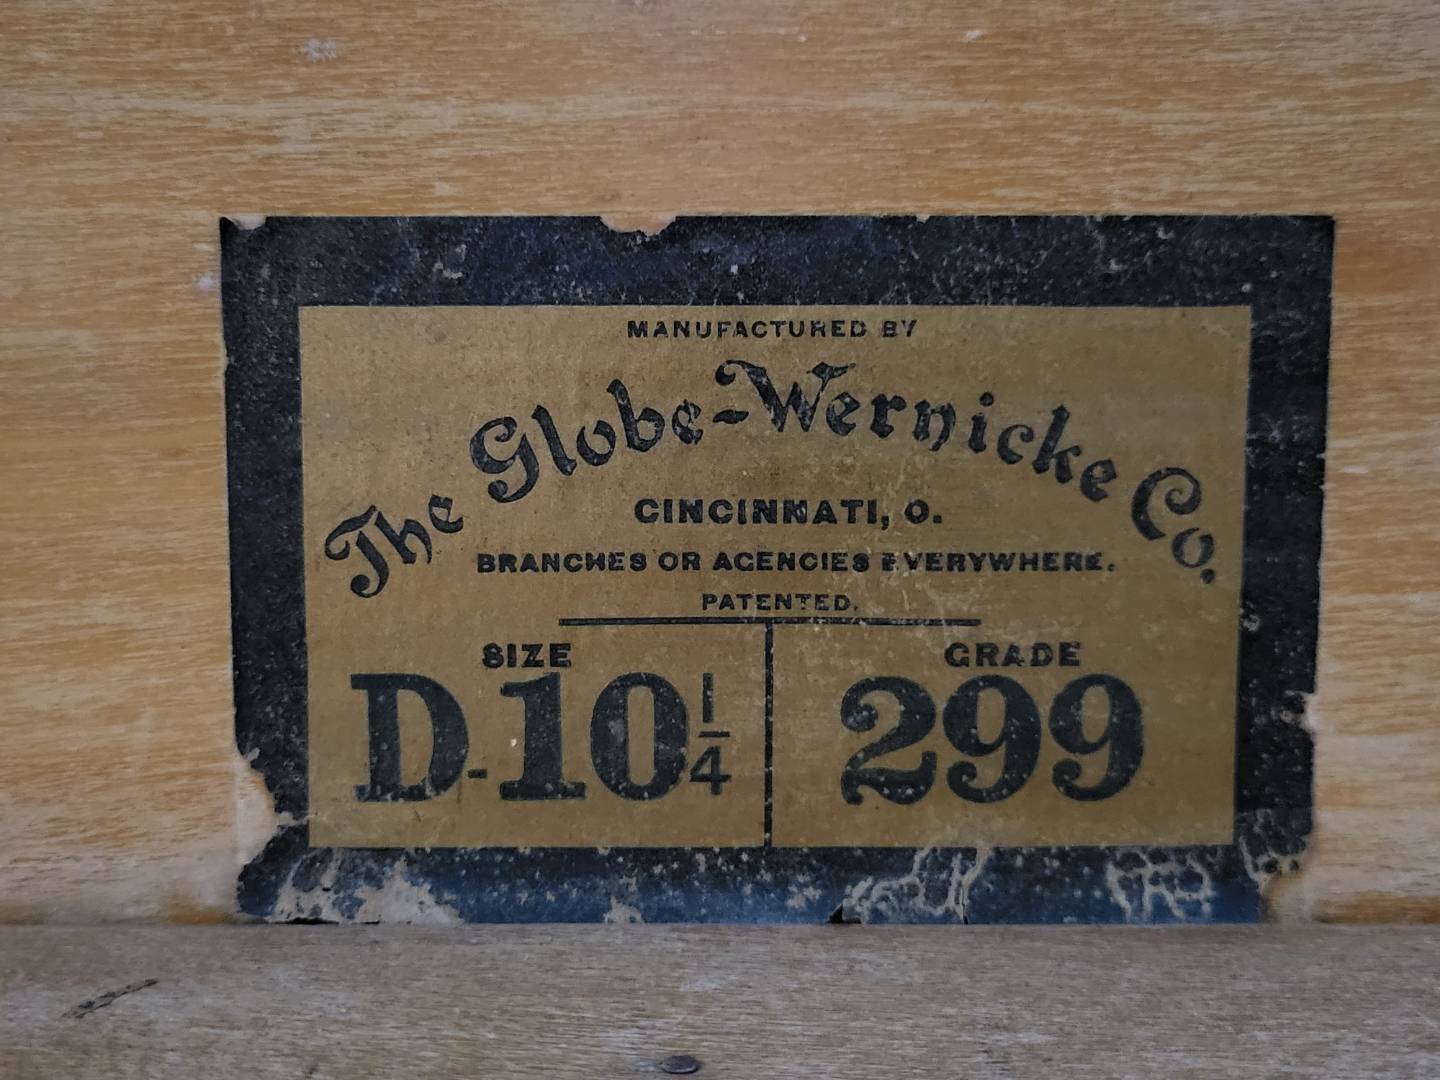 MANUFACTURED BY
The Globe-Wernicke Co.
CINCINNATI, O.
BRANCHES OR AGENCIES EVERYWHERE.
PATENTED.
SIZE GRADE
D-10 1/4 299